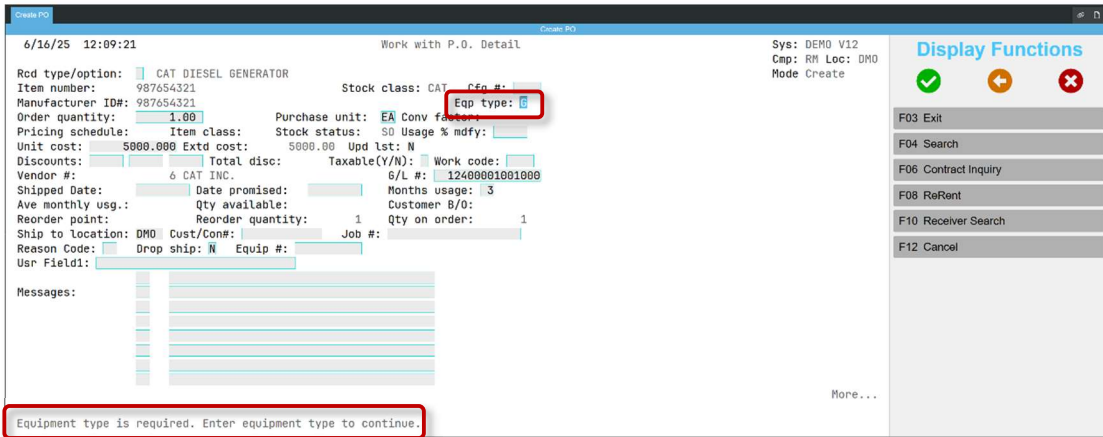 Create PO
Create PO
6/16/25 12:09:21 Work with P.O. Detail Sys: DEMO V12
Cmp: RM Loc: DMO
Mode Create
Rcd type/option: CAT DIESEL GENERATOR
Item number: 987654321 Stock class: CAT Cfg #:
Manufacturer ID#: 987654321 Eqp type: G
Order quantity: 1.00 Purchase unit: EA Conv factor:
Pricing schedule: Item class: Stock status: SO Usage % mdfy:
Unit cost: 5000.000 Extd cost: 5000.00 Upd lst: N
Discounts: Total disc: Taxable(Y/N): Work code:
Vendor #: 6 CAT INC. G/L #: 12400001001000
Shipped Date: Date promised: Months usage: 3
Ave monthly usg.: Qty available: Customer B/O:
Reorder point: Reorder quantity: 1 Qty on order: 1
Ship to location: DMO Cust/Con#: Job #:
Reason Code: Drop ship: N Equip #:
Usr Field1:
Messages:
More...
Equipment type is required. Enter equipment type to continue.
Display Functions
F03 Exit
F04 Search
F06 Contract Inquiry
F08 ReRent
F10 Receiver Search
F12 Cancel